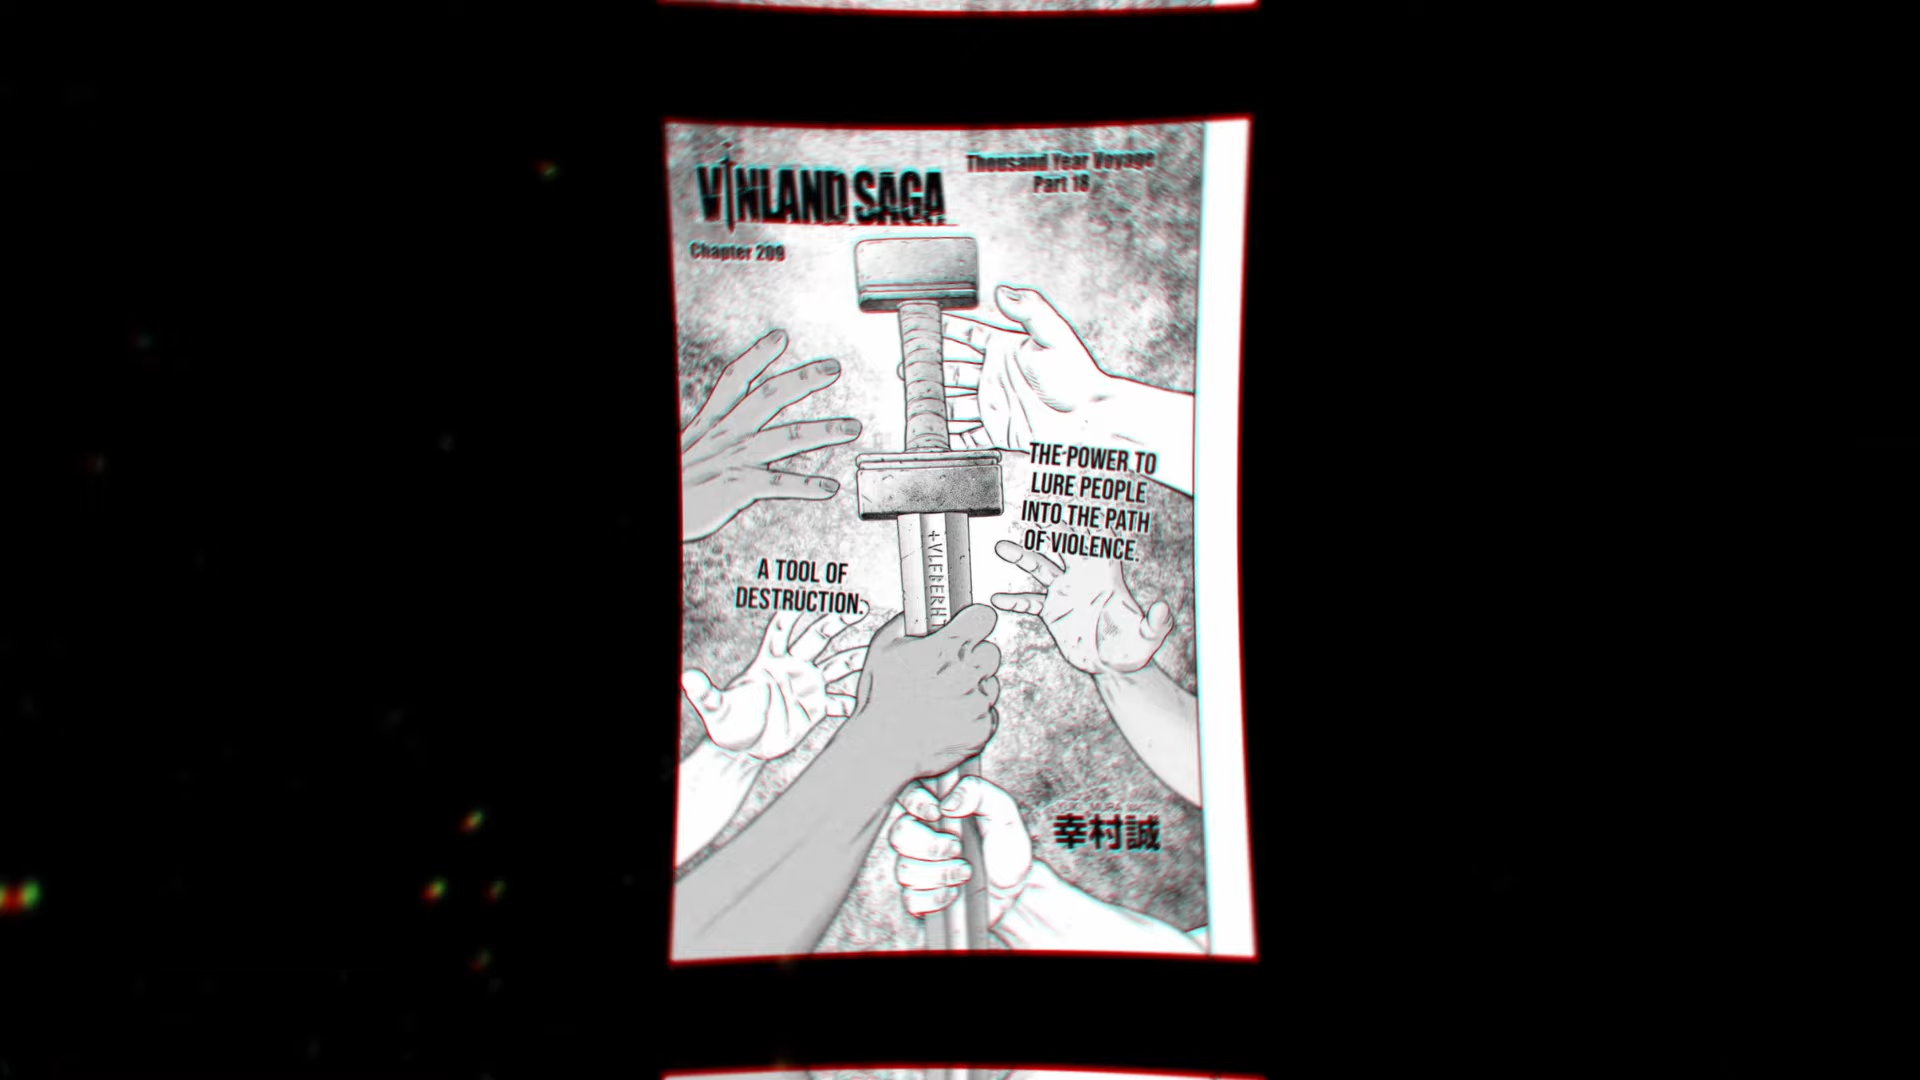 VINLAND SAGA
Thousand Year Voyage
Part 18
Chapter 209
THE POWER TO
LURE PEOPLE
INTO THE PATH
OF VIOLENCE.
A TOOL OF
DESTRUCTION.
幸村誠